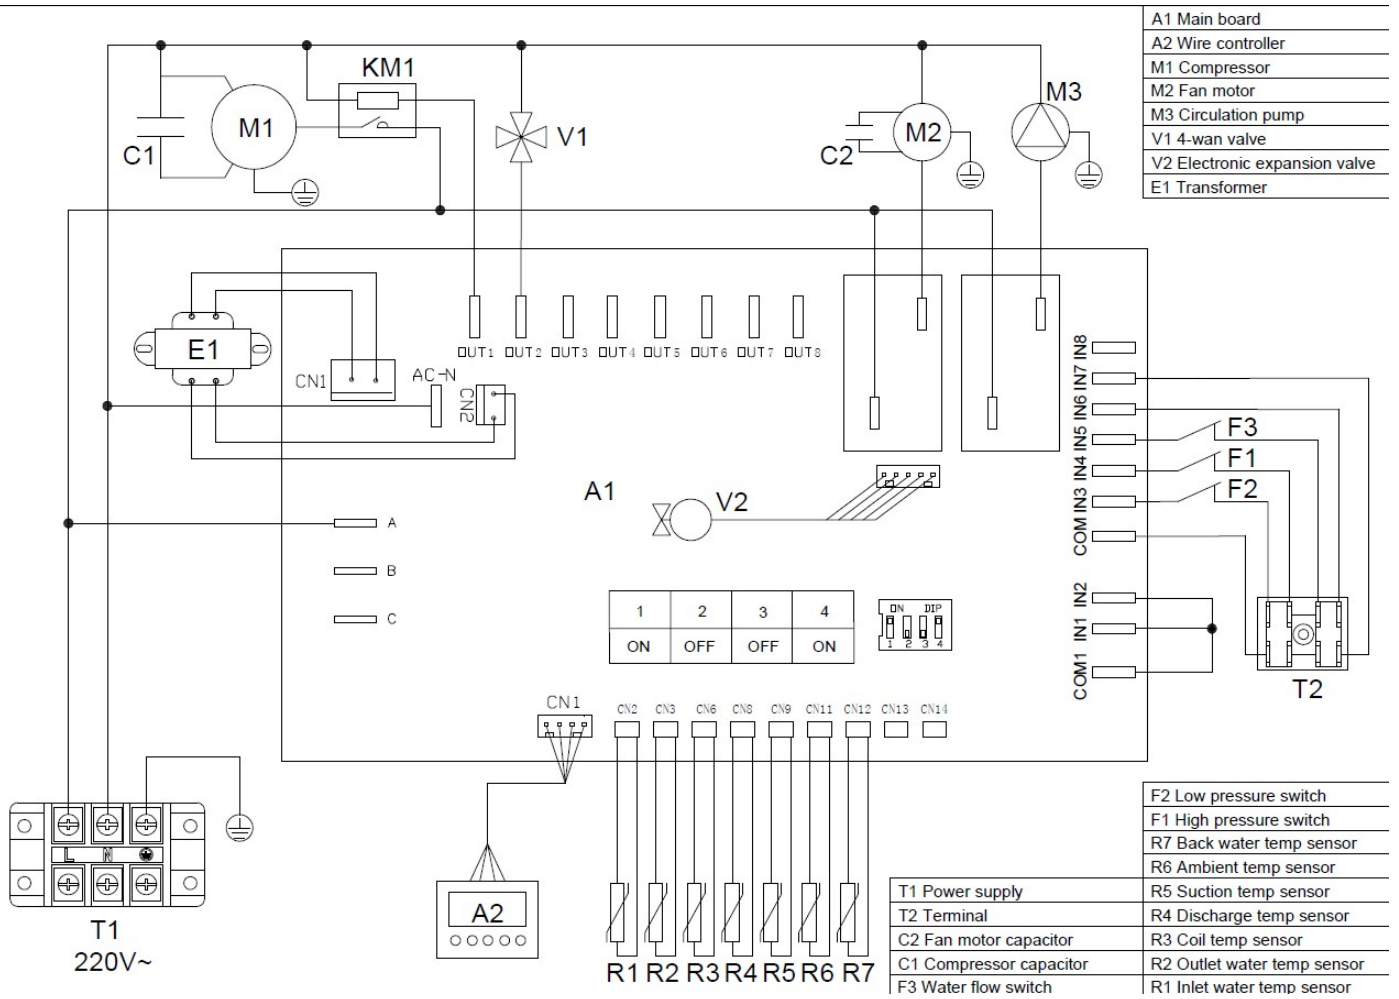 A1 Main board
A2 Wire controller
M1 Compressor
M2 Fan motor
M3 Circulation pump
V1 4-wan valve
V2 Electronic expansion valve
E1 Transformer
KM1
M1
C1
V1
C2
M2
M3
E1
CN1
AC-N
CN2
OUT1 OUT2 OUT3 OUT4 OUT5 OUT6 OUT7 OUT8
IN8
IN7
IN6
IN5
IN4
IN3
COM
IN2
IN1
COM1
F3
F1
F2
A1
V2
A
B
C
1 2 3 4
ON OFF OFF ON
ON DIP
1 2 3 4
T2
CN1
CN2 CN3 CN6 CN8 CN9 CN11 CN12 CN13 CN14
L N
T1
220V~
A2
R1 R2 R3 R4 R5 R6 R7
F2 Low pressure switch
F1 High pressure switch
R7 Back water temp sensor
R6 Ambient temp sensor
T1 Power supply
R5 Suction temp sensor
T2 Terminal
R4 Discharge temp sensor
C2 Fan motor capacitor
R3 Coil temp sensor
C1 Compressor capacitor
R2 Outlet water temp sensor
F3 Water flow switch
R1 Inlet water temp sensor